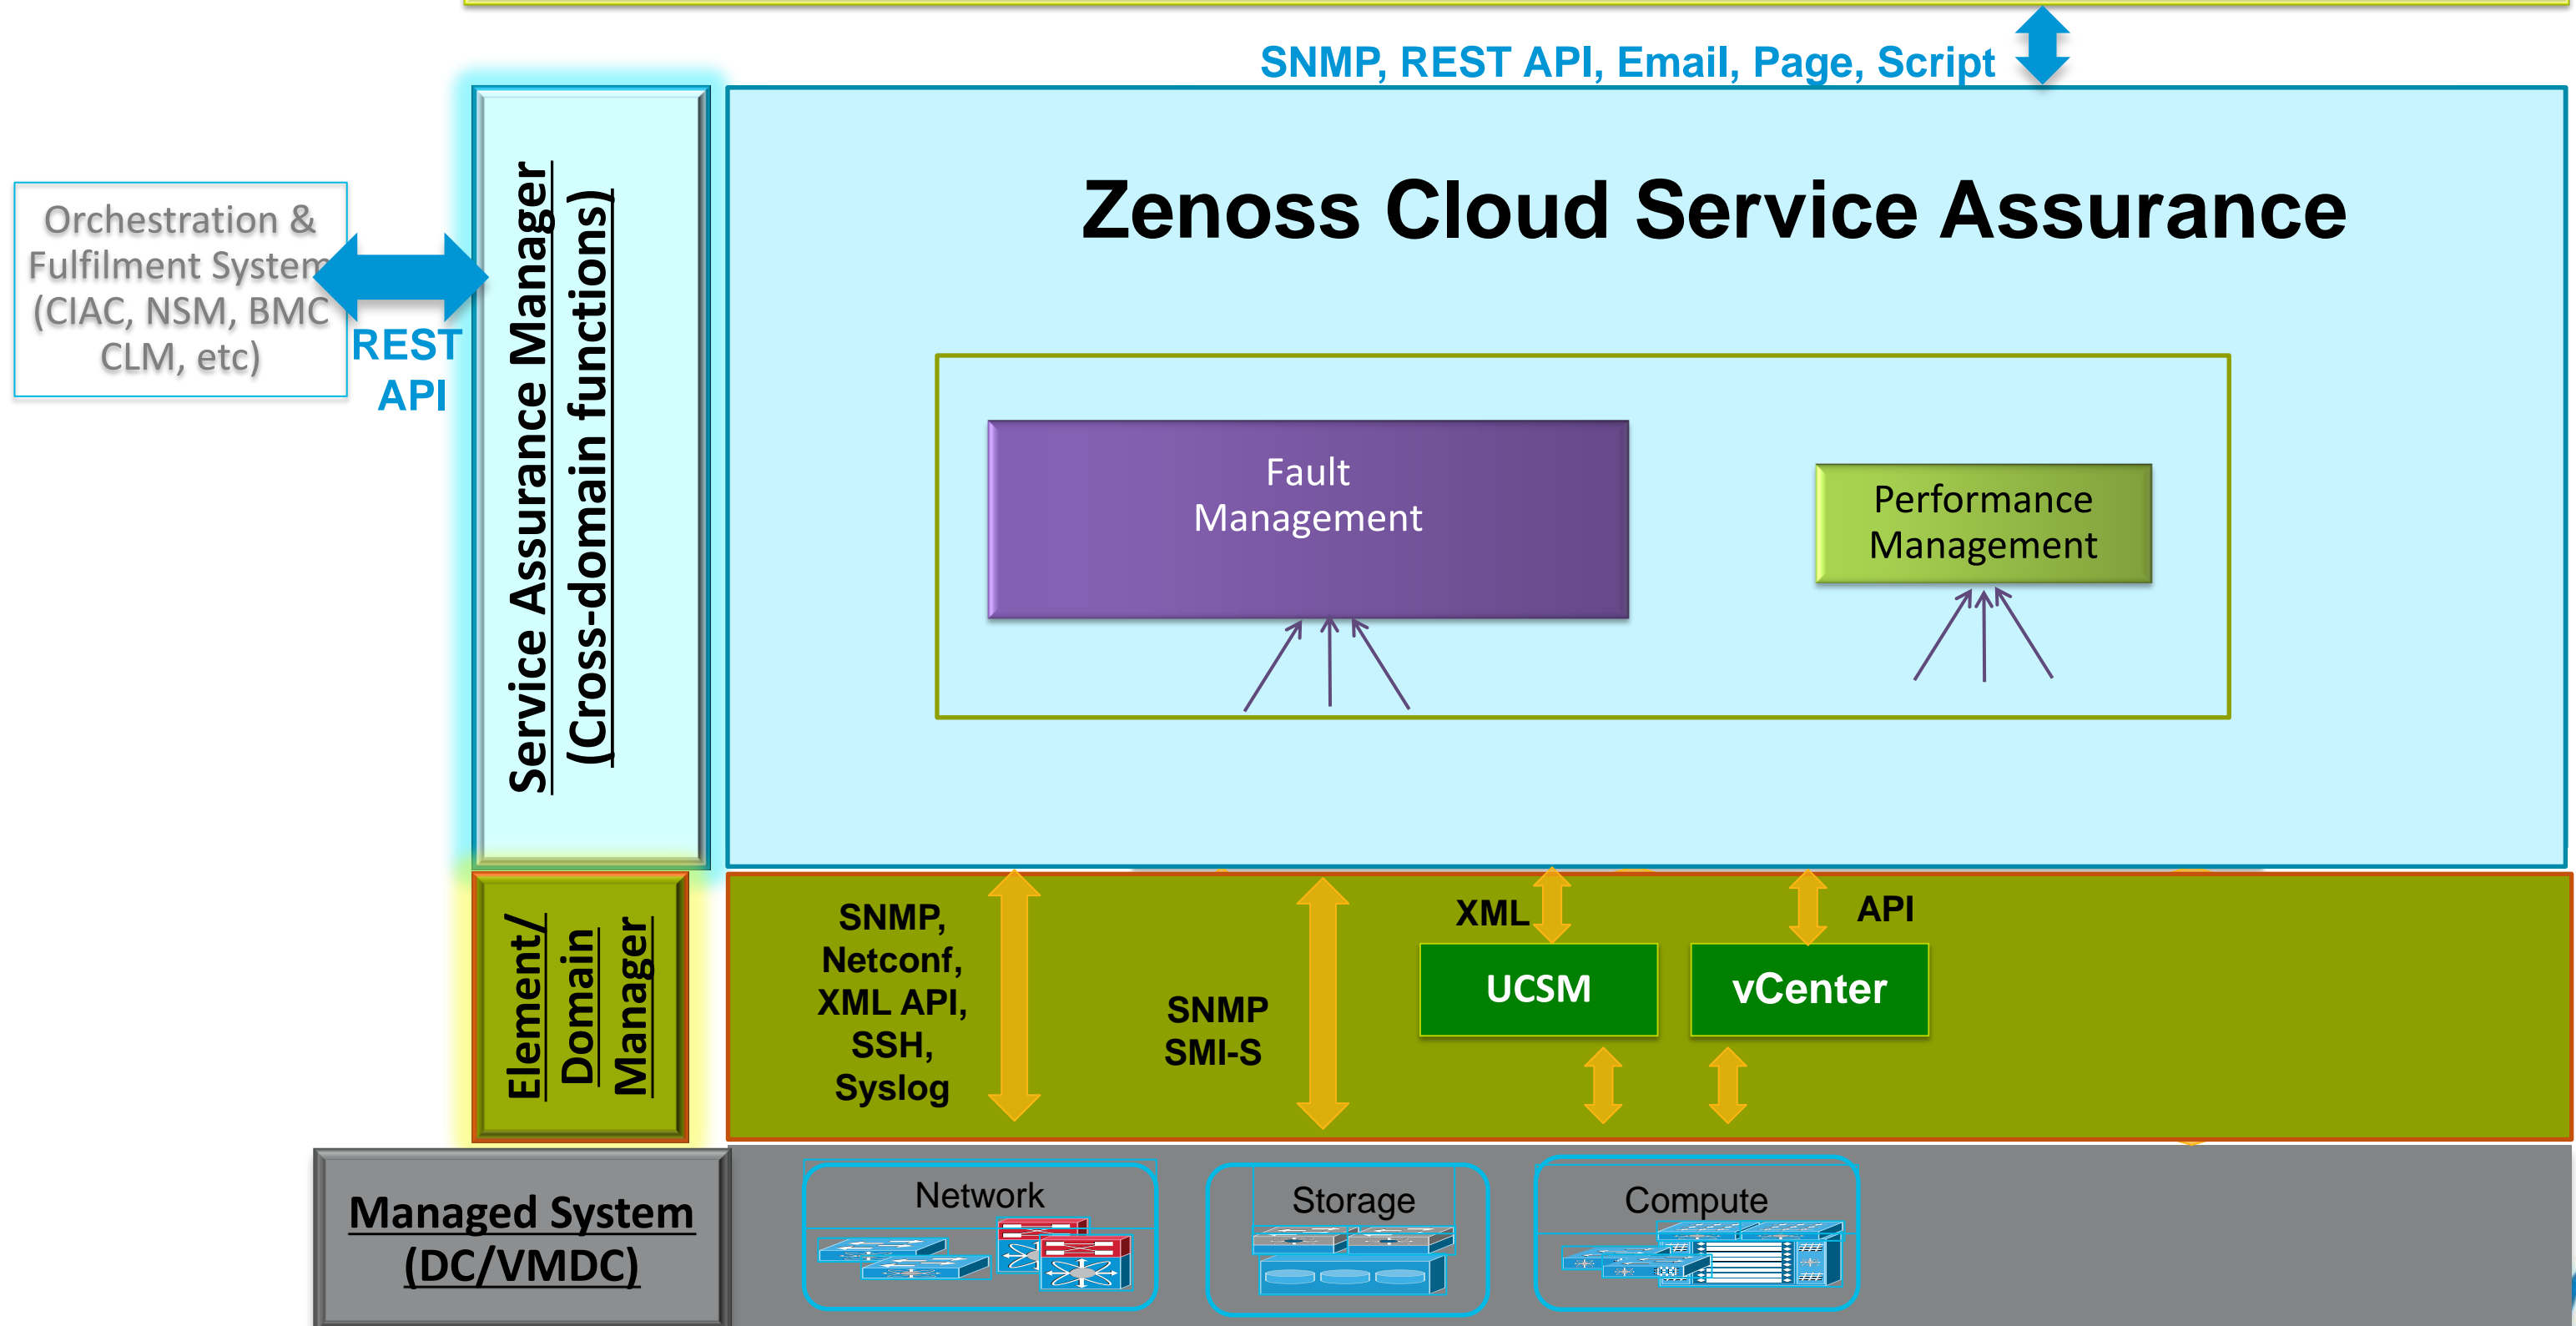 SNMP, REST API, Email, Page, Script
Orchestration &
Fulfilment System
(CIAC, NSM, BMC
CLM, etc)
REST
API
Service Assurance Manager
(Cross-domain functions)
Zenoss Cloud Service Assurance
Fault
Management
Performance
Management
Element/
Domain
Manager
SNMP,
Netconf,
XML API,
SSH,
Syslog
SNMP
SMI-S
XML
API
UCSM
vCenter
Managed System
(DC/VMDC)
Network
Storage
Compute